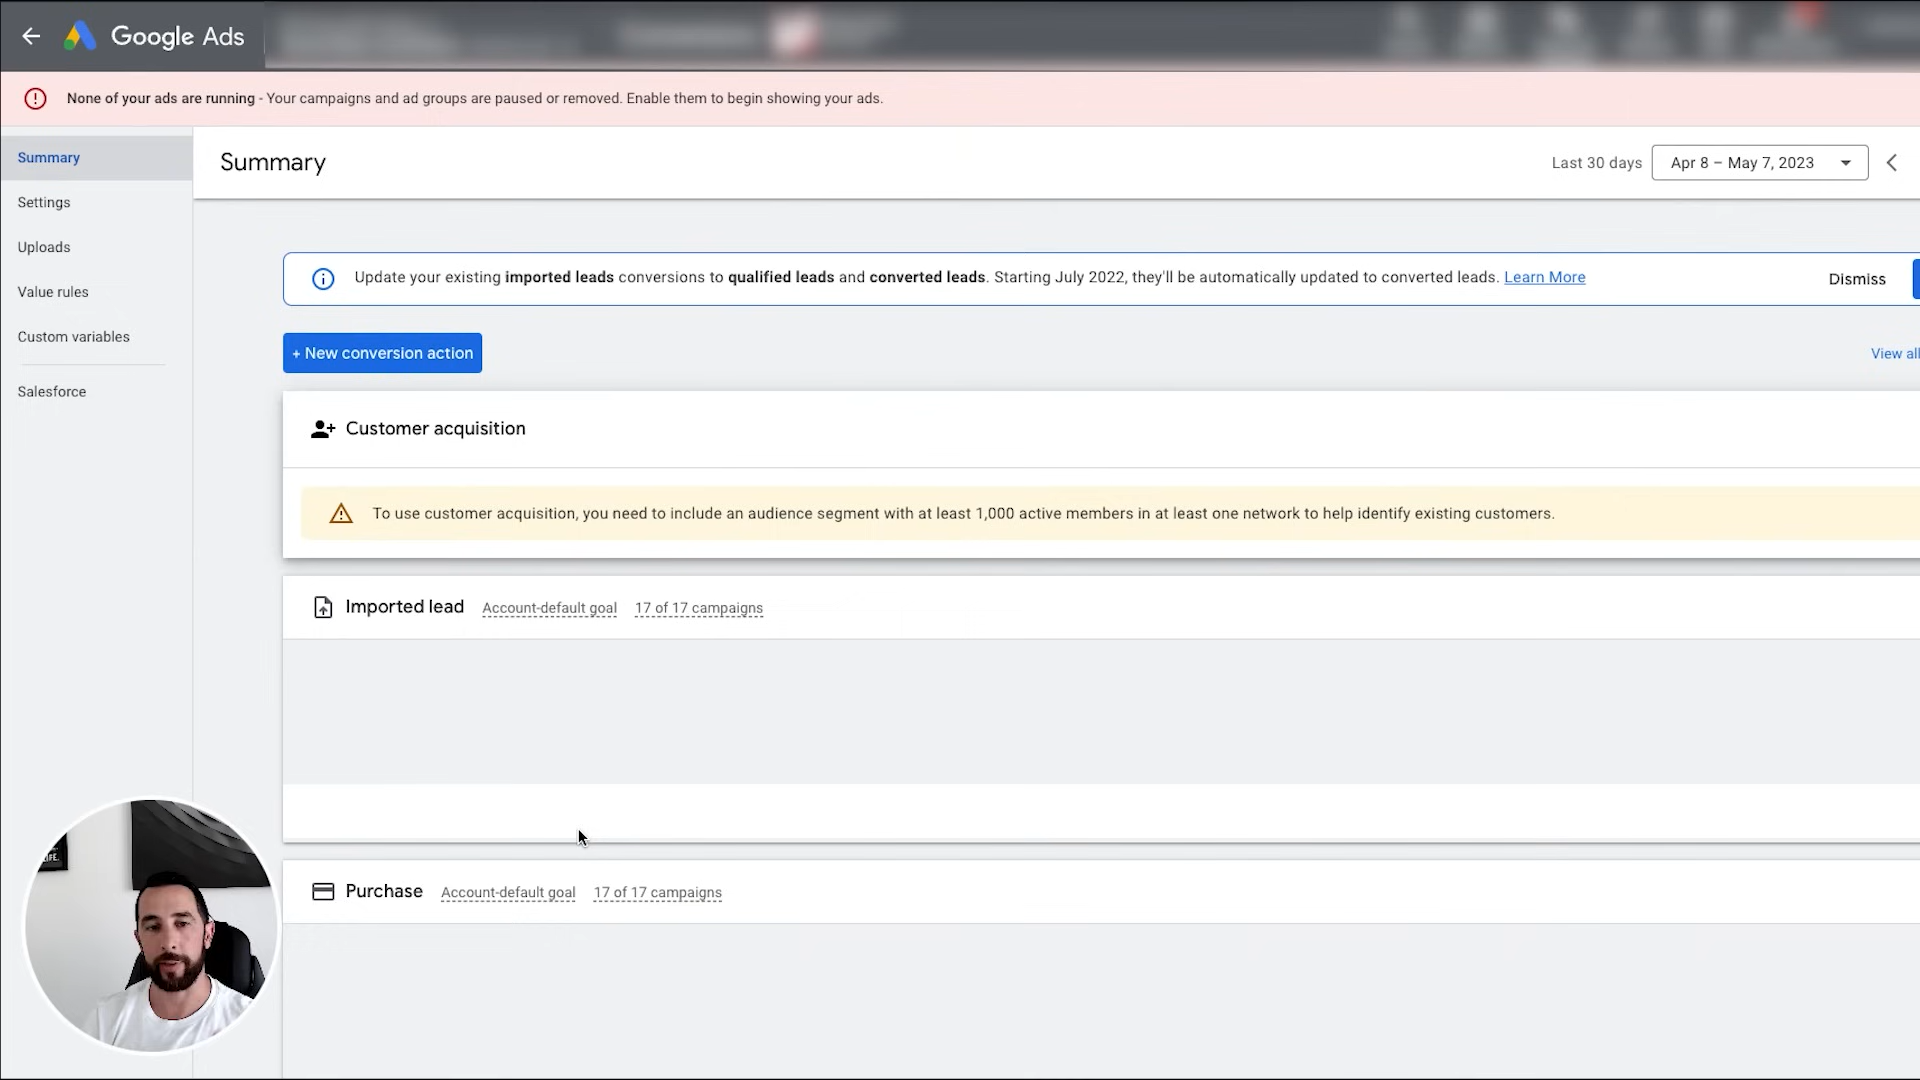 Google Ads
None of your ads are running - Your campaigns and ad groups are paused or removed. Enable them to begin showing your ads.
Summary
Settings
Uploads
Value rules
Custom variables
Salesforce
Summary
Last 30 days Apr 8 – May 7, 2023
Update your existing imported leads conversions to qualified leads and converted leads. Starting July 2022, they'll be automatically updated to converted leads. Learn More Dismiss
+ New conversion action
View all
Customer acquisition
To use customer acquisition, you need to include an audience segment with at least 1,000 active members in at least one network to help identify existing customers.
Imported lead Account-default goal 17 of 17 campaigns
Purchase Account-default goal 17 of 17 campaigns